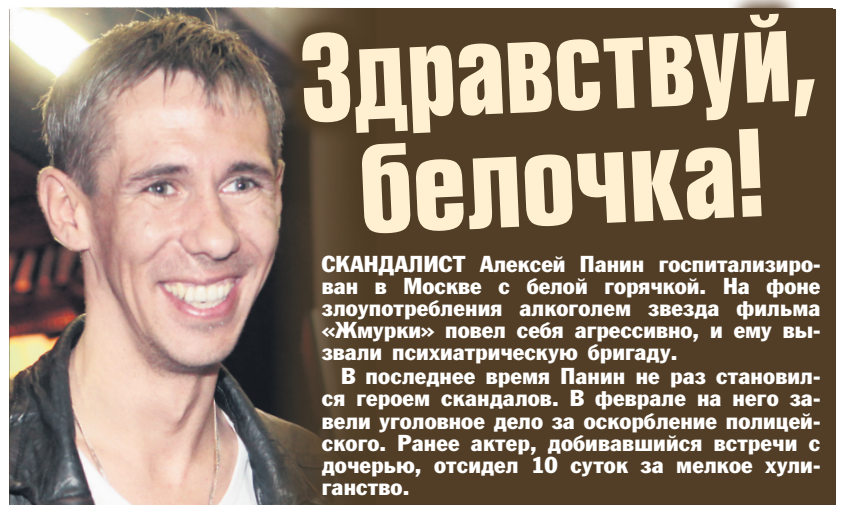 Здравствуй,
белочка!
СКАНДАЛИСТ Алексей Панин госпитализиро-
ван в Москве с белой горячкой. На фоне
злоупотребления алкоголем звезда фильма
«Жмурки» повел себя агрессивно, и ему вы-
звали психиатрическую бригаду.
В последнее время Панин не раз становил-
ся героем скандалов. В феврале на него за-
вели уголовное дело за оскорбление полицей-
ского. Ранее актер, добивавшийся встречи с
дочерью, отсидел 10 суток за мелкое хули-
ганство.